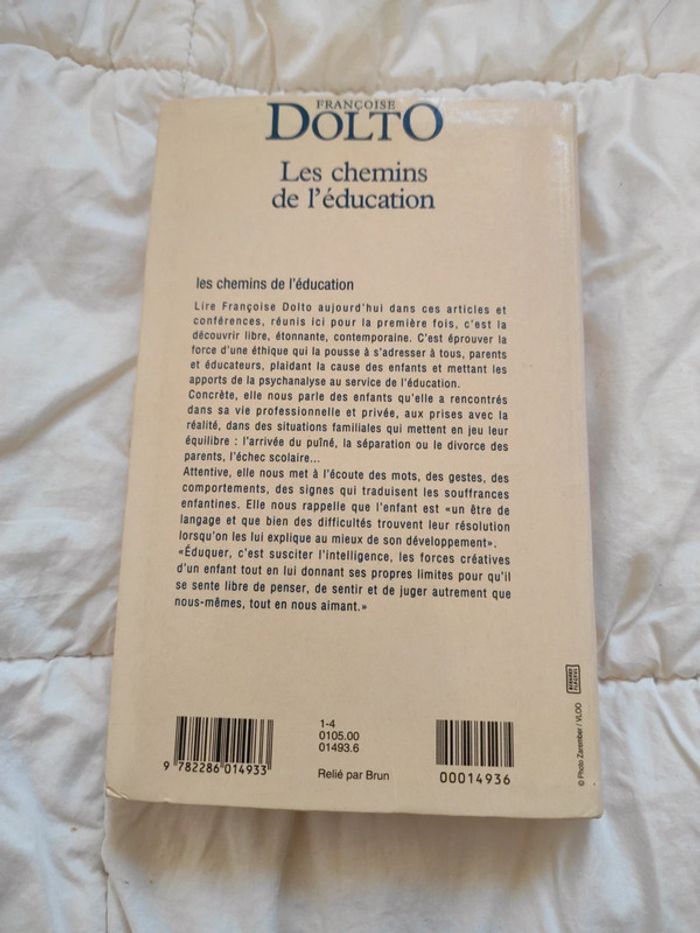 FRANÇOISE
DOLTO
Les chemins
de l'éducation
les chemins de l'éducation
Lire Françoise Dolto aujourd'hui dans ces articles et
conférences, réunis ici pour la première fois, c'est la
découvrir libre, étonnante, contemporaine. C'est éprouver la
force d'une éthique qui la pousse à s'adresser à tous, parents
et éducateurs, plaidant la cause des enfants et mettant les
apports de la psychanalyse au service de l'éducation.
Concrète, elle nous parle des enfants qu'elle a rencontrés
dans sa vie professionnelle et privée, aux prises avec la
réalité, dans des situations familiales qui mettent en jeu leur
équilibre : l'arrivée du puîné, la séparation ou le divorce des
parents, l'échec scolaire...
Attentive, elle nous met à l'écoute des mots, des gestes, des
comportements, des signes qui traduisent les souffrances
enfantines. Elle nous rappelle que l'enfant est «un être de
langage et que bien des difficultés trouvent leur résolution
lorsqu'on les lui explique au mieux de son développement».
«Éduquer, c'est susciter l'intelligence, les forces créatives
d'un enfant tout en lui donnant ses propres limites pour qu'il
se sente libre de penser, de sentir et de juger autrement que
nous-mêmes, tout en nous aimant.»
9 782286 014933
1-4
0105.00
01493.6
Relié par Brun
00014936
© Photo Zarember / VLOO